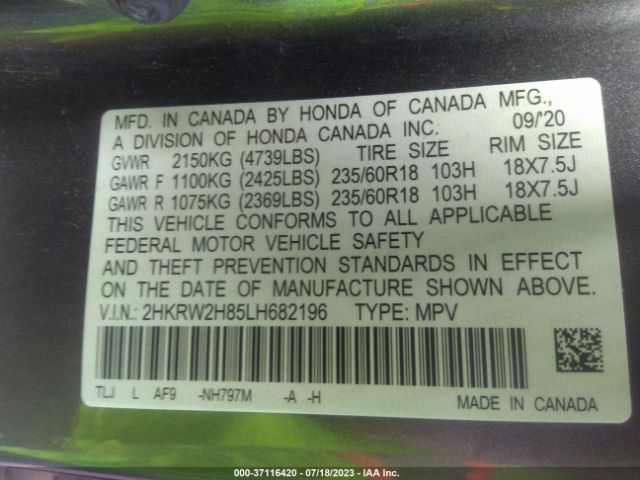 MFD. IN CANADA BY HONDA OF CANADA MFG.,
A DIVISION OF HONDA CANADA INC. 09/'20
GVWR 2150KG (4739LBS) TIRE SIZE RIM SIZE
GAWR F 1100KG (2425LBS) 235/60R18 103H 18X7.5J
GAWR R 1075KG (2369LBS) 235/60R18 103H 18X7.5J
THIS VEHICLE CONFORMS TO ALL APPLICABLE
FEDERAL MOTOR VEHICLE SAFETY
AND THEFT PREVENTION STANDARDS IN EFFECT
ON THE DATE OF MANUFACTURE SHOWN ABOVE.
V.I.N.: 2HKRW2H85LH682196 TYPE: MPV
TLJ L AF9 -NH797M -A -H MADE IN CANADA
000-37116420 - 07/18/2023 - IAA Inc.